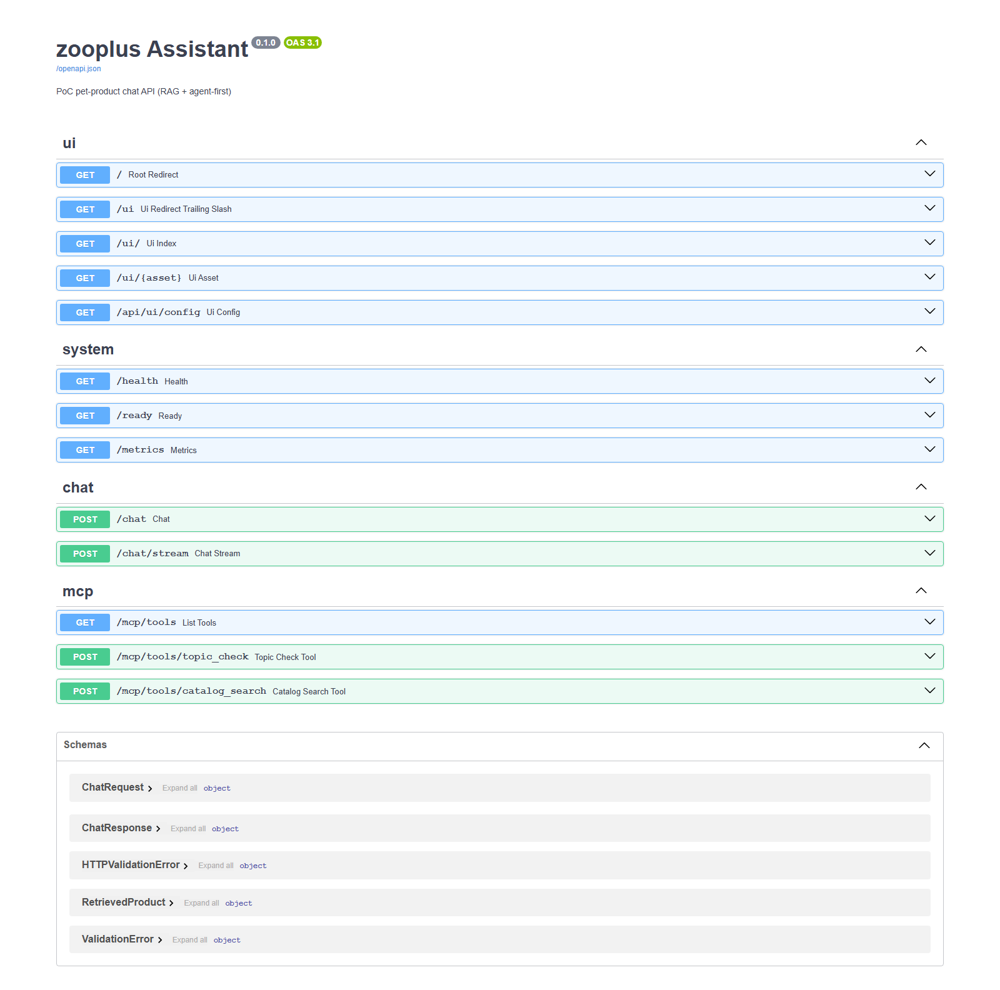 zooplus Assistant 0.1.0 OAS 3.1
/openapi.json
PoC pet-product chat API (RAG + agent-first)
ui
GET / Root Redirect
GET /ui Ui Redirect Trailing Slash
GET /ui/ Ui Index
GET /ui/{asset} Ui Asset
GET /api/ui/config Ui Config
system
GET /health Health
GET /ready Ready
GET /metrics Metrics
chat
POST /chat Chat
POST /chat/stream Chat Stream
mcp
GET /mcp/tools List Tools
POST /mcp/tools/topic_check Topic Check Tool
POST /mcp/tools/catalog_search Catalog Search Tool
Schemas
ChatRequest Expand all object
ChatResponse Expand all object
HTTPValidationError Expand all object
RetrievedProduct Expand all object
ValidationError Expand all object